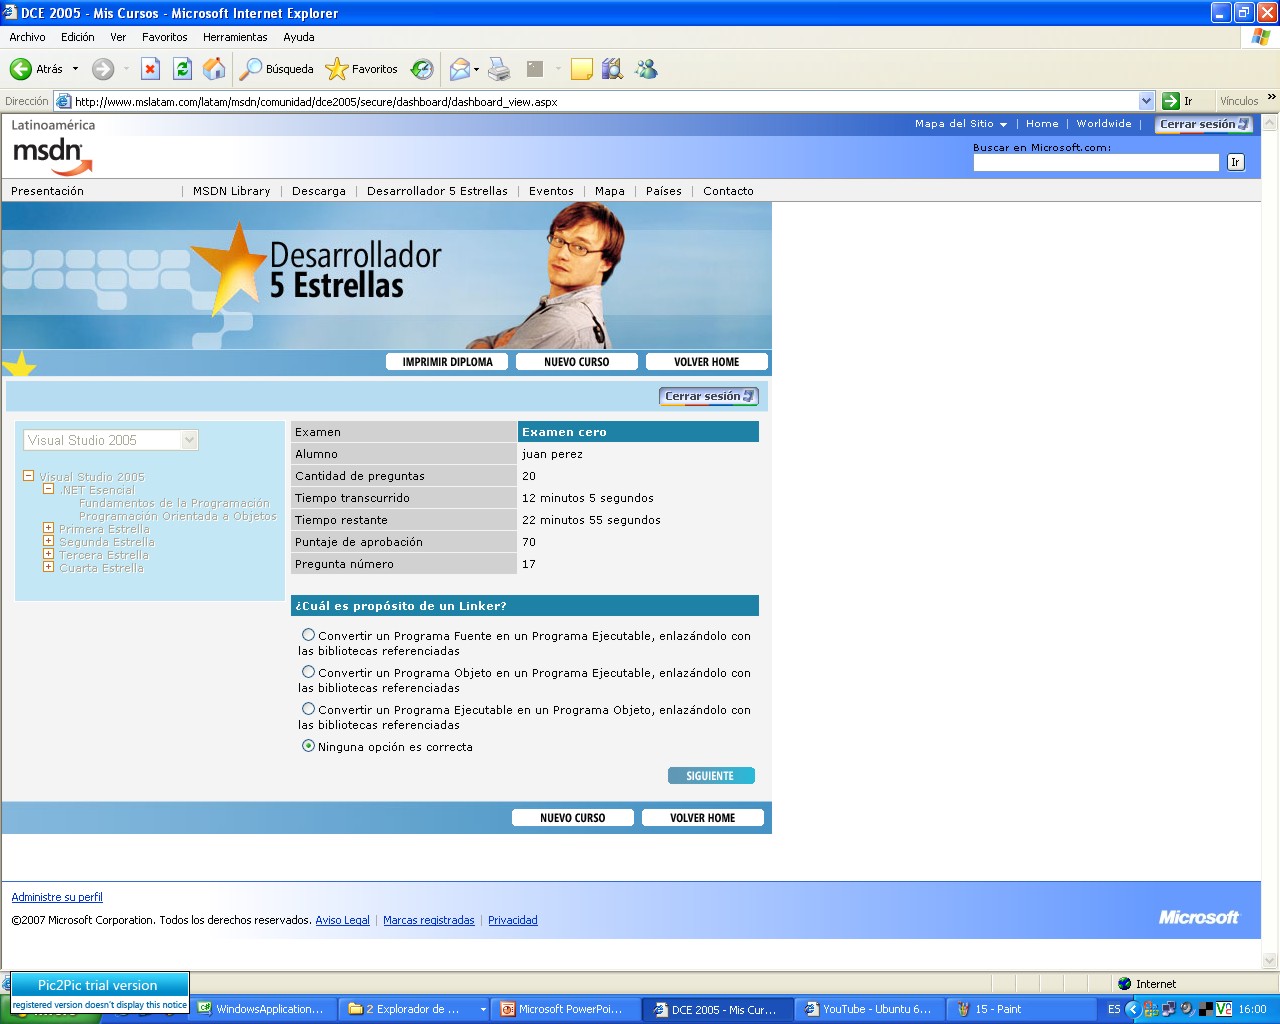 DCE 2005 - Mis Cursos - Microsoft Internet Explorer
Archivo Edición Ver Favoritos Herramientas Ayuda
Atrás Búsqueda Favoritos
Dirección http://www.mslatam.com/latam/msdn/comunidad/dce2005/secure/dashboard/dashboard_view.aspx Ir Vínculos »
Latinoamérica Mapa del Sitio | Home | Worldwide | Cerrar sesión
msdn
Buscar en Microsoft.com:
Ir
Presentación | MSDN Library | Descarga | Desarrollador 5 Estrellas | Eventos | Mapa | Países | Contacto
Desarrollador
5 Estrellas
IMPRIMIR DIPLOMA NUEVO CURSO VOLVER HOME
Cerrar sesión
Visual Studio 2005
Visual Studio 2005
.NET Esencial
Fundamentos de la Programación
Programación Orientada a Objetos
Primera Estrella
Segunda Estrella
Tercera Estrella
Cuarta Estrella
Examen Examen cero
Alumno juan perez
Cantidad de preguntas 20
Tiempo transcurrido 12 minutos 5 segundos
Tiempo restante 22 minutos 55 segundos
Puntaje de aprobación 70
Pregunta número 17
¿Cuál es propósito de un Linker?
Convertir un Programa Fuente en un Programa Ejecutable, enlazándolo con
las bibliotecas referenciadas
Convertir un Programa Objeto en un Programa Ejecutable, enlazándolo con
las bibliotecas referenciadas
Convertir un Programa Ejecutable en un Programa Objeto, enlazándolo con
las bibliotecas referenciadas
Ninguna opción es correcta
SIGUIENTE
NUEVO CURSO VOLVER HOME
Administre su perfil
©2007 Microsoft Corporation. Todos los derechos reservados. Aviso Legal | Marcas registradas | Privacidad
Microsoft
Internet
Pic2Pic trial version
registered version doesn't display this notice
WindowsApplication... 2 Explorador de ... Microsoft PowerPoi... DCE 2005 - Mis Cur... YouTube - Ubuntu 6... 15 - Paint ES 16:00